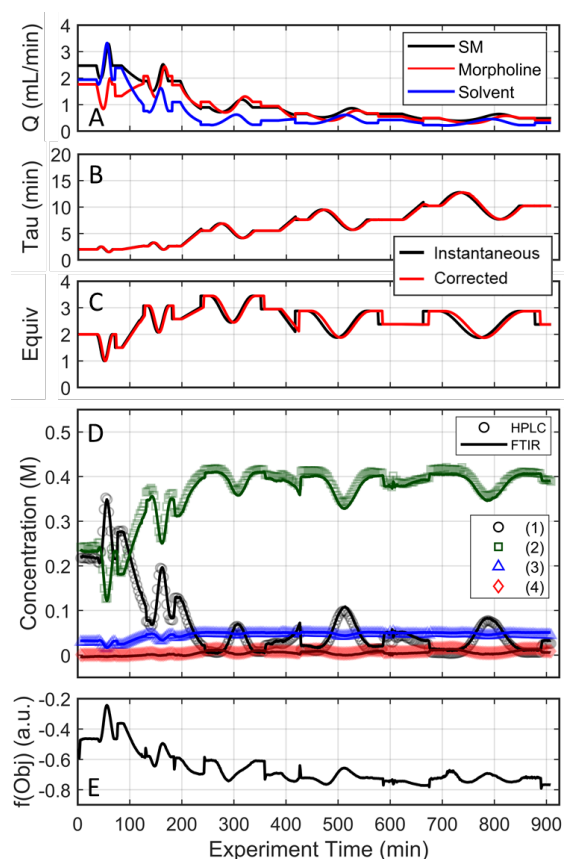 4
3
2
1
0
Q (mL/min)
A
SM
Morpholine
Solvent
20
15
10
5
0
Tau (min)
B
Instantaneous
Corrected
4
3
2
1
0
Equiv
C
0.5
0.4
0.3
0.2
0.1
0
Concentration (M)
D
HPLC
FTIR
(1)
(2)
(3)
(4)
-0.2
-0.4
-0.6
-0.8
f(Obj) (a.u.)
E
0 100 200 300 400 500 600 700 800 900
Experiment Time (min)